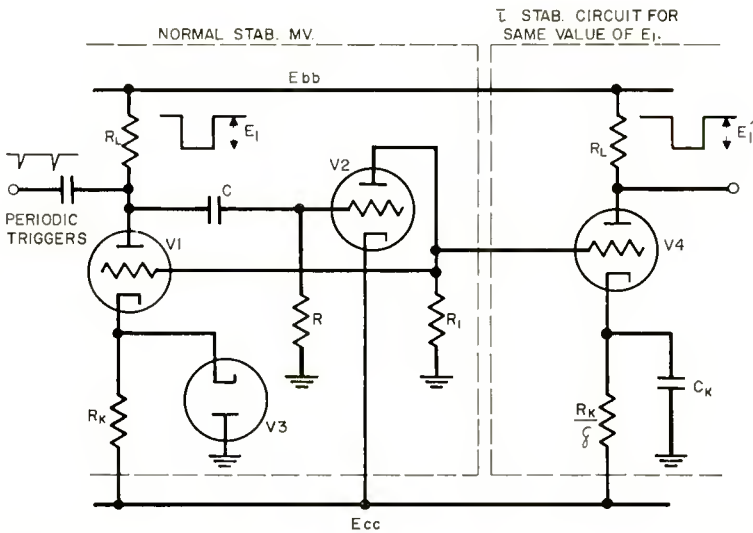 NORMAL STAB. MV.
ῑ STAB. CIRCUIT FOR
SAME VALUE OF E1.
Ebb
RL
E1
PERIODIC
TRIGGERS
C
V2
V1
R
R1
RK
V3
RL
E1'
V4
RK
ʒ
CK
Ecc